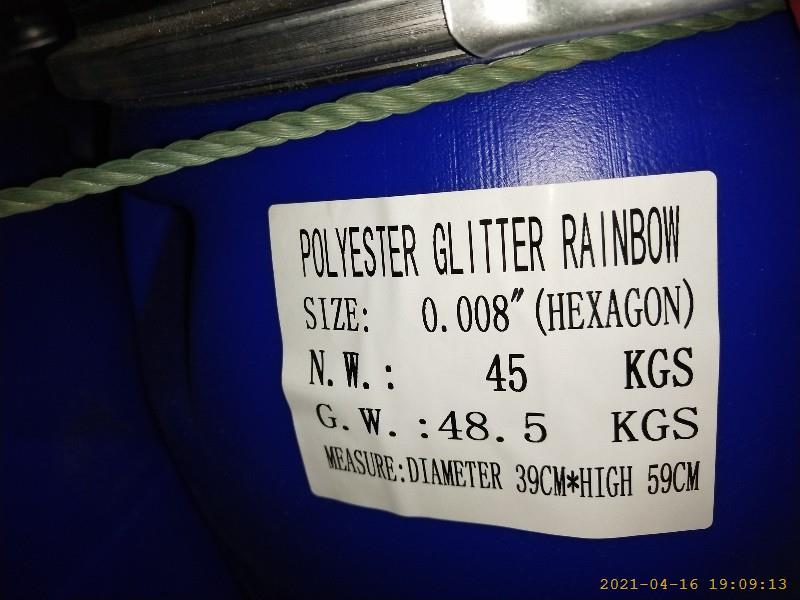 POLYESTER GLITTER RAINBOW
SIZE: 0.008″(HEXAGON)
N.W.: 45 KGS
G.W.:48.5 KGS
MEASURE:DIAMETER 39CM*HIGH 59CM
2021-04-16 19:09:13